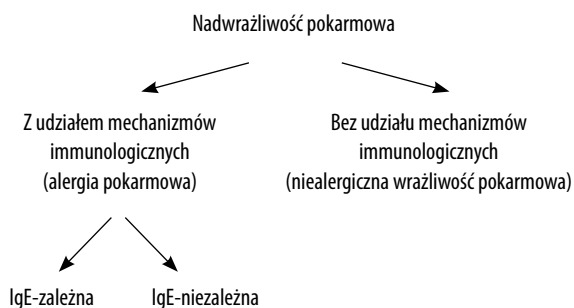 Nadwrażliwość pokarmowa
Z udziałem mechanizmów
immunologicznych
(alergia pokarmowa)
Bez udziału mechanizmów
immunologicznych
(niealergiczna wrażliwość pokarmowa)
IgE-zależna
IgE-niezależna